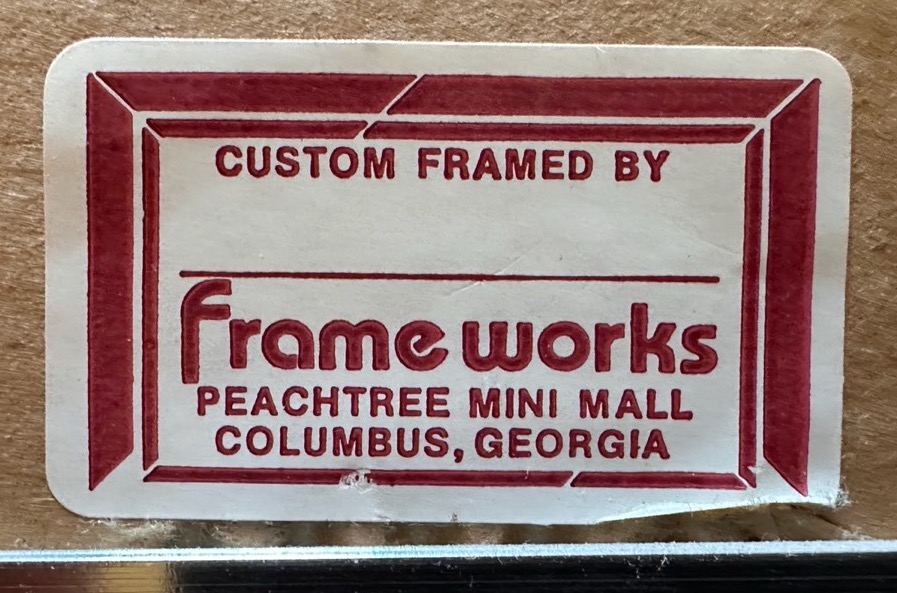 CUSTOM FRAMED BY
frame works
PEACHTREE MINI MALL
COLUMBUS, GEORGIA